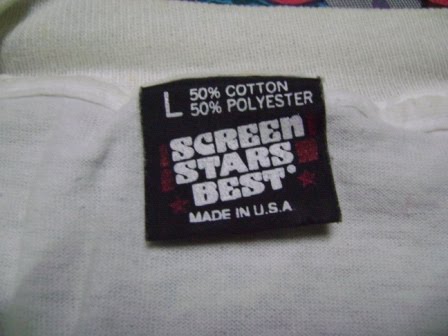 L 50% COTTON
50% POLYESTER
SCREEN
STARS
BEST®
MADE IN U.S.A